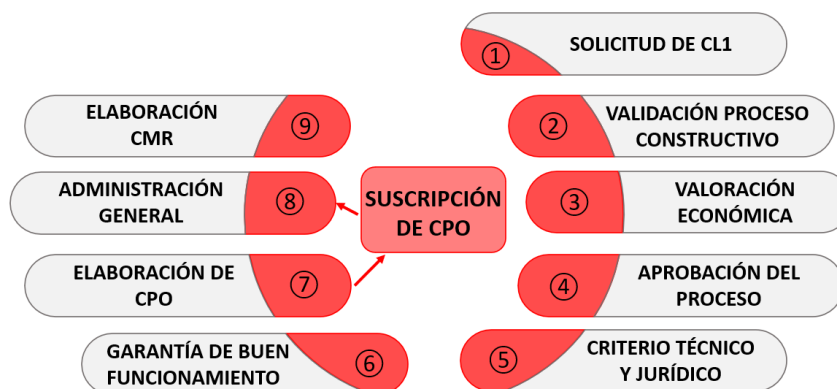 ① SOLICITUD DE CL1
② VALIDACIÓN PROCESO
CONSTRUCTIVO
③ VALORACIÓN
ECONÓMICA
④ APROBACIÓN DEL
PROCESO
⑤ CRITERIO TÉCNICO
Y JURÍDICO
GARANTÍA DE BUEN
FUNCIONAMIENTO ⑥
ELABORACIÓN DE
CPO ⑦
SUSCRIPCIÓN
DE CPO
ADMINISTRACIÓN
GENERAL ⑧
ELABORACIÓN
CMR ⑨